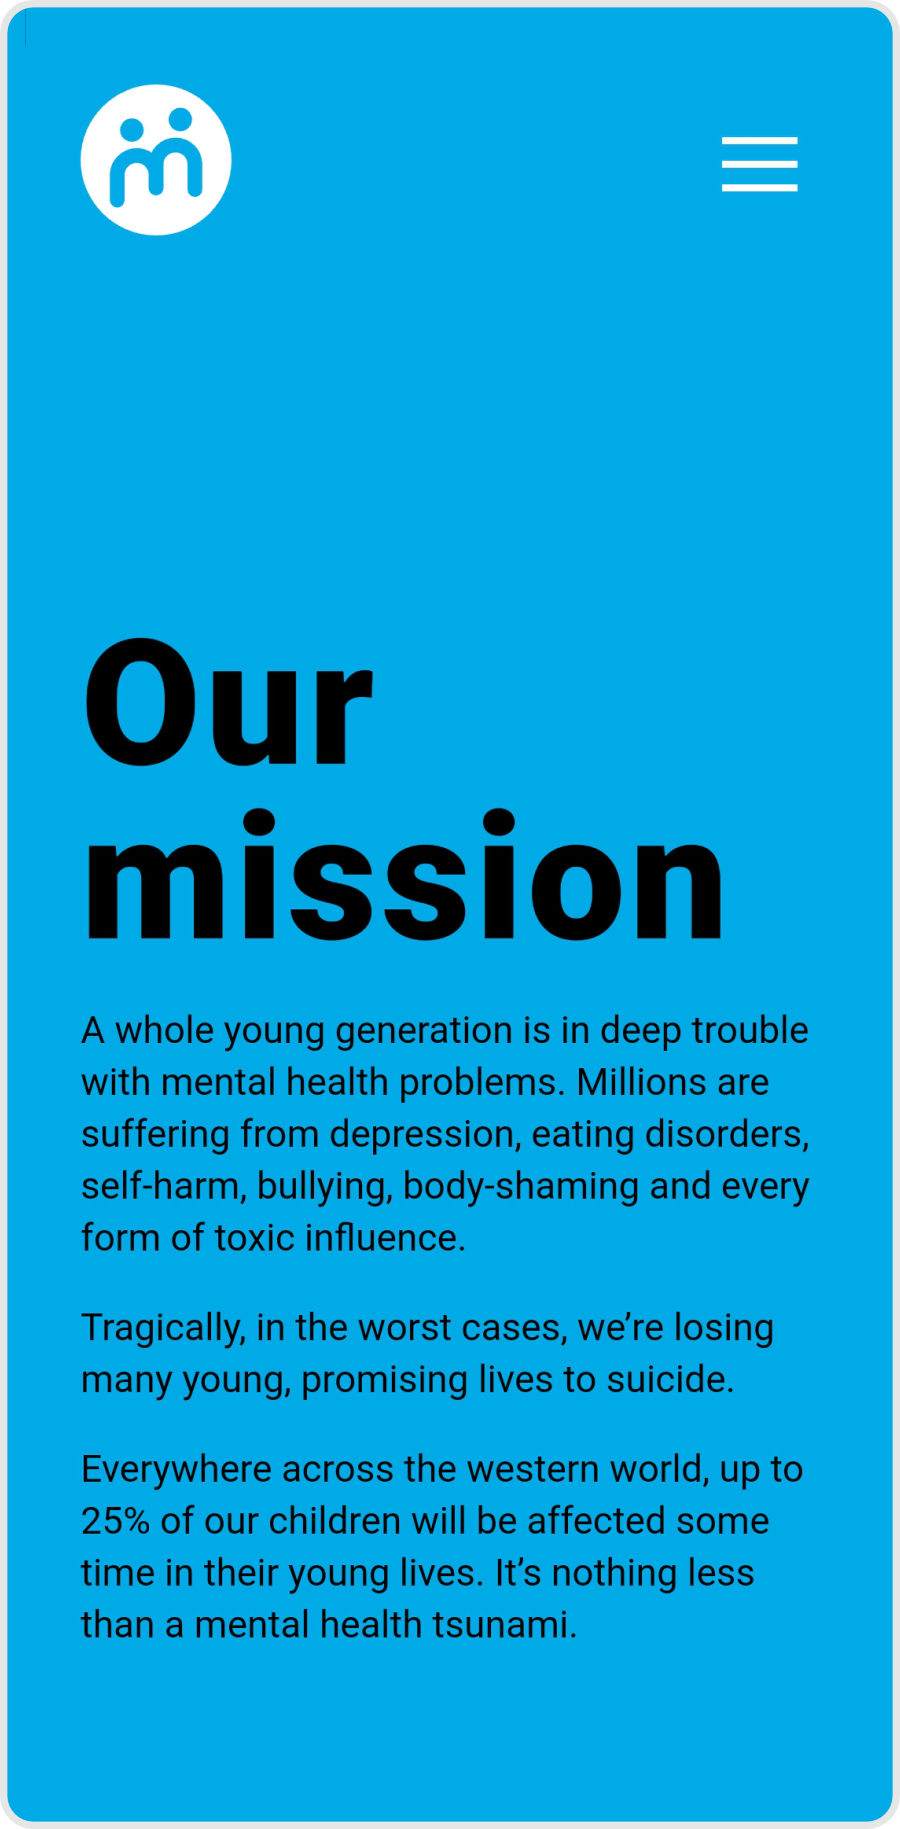 Our
mission
A whole young generation is in deep trouble
with mental health problems. Millions are
suffering from depression, eating disorders,
self-harm, bullying, body-shaming and every
form of toxic influence.
Tragically, in the worst cases, we’re losing
many young, promising lives to suicide.
Everywhere across the western world, up to
25% of our children will be affected some
time in their young lives. It’s nothing less
than a mental health tsunami.